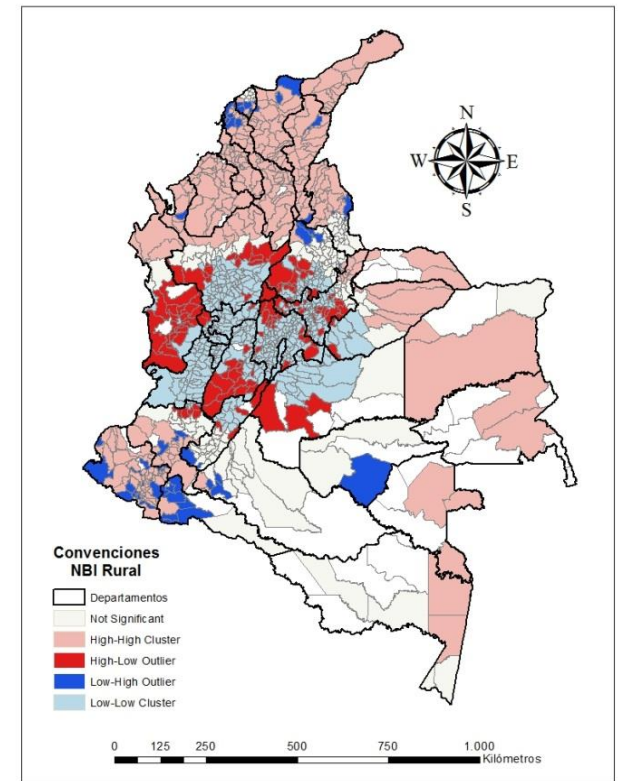 N
W E
S
Convenciones
NBI Rural
Departamentos
Not Significant
High-High Cluster
High-Low Outlier
Low-High Outlier
Low-Low Cluster
0 125 250 500 750 1.000
Kilómetros